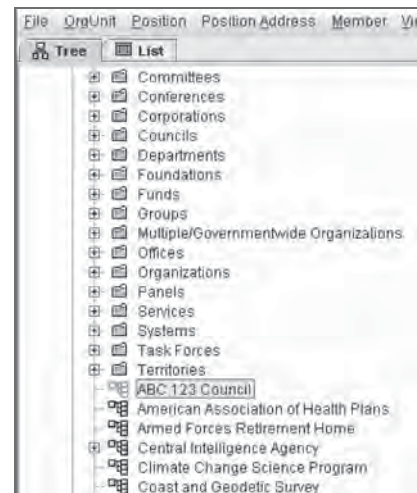 File OrgUnit Position Position Address Member
Tree List
Committees
Conferences
Corporations
Councils
Departments
Foundations
Funds
Groups
Multiple/Governmentwide Organizations
Offices
Organizations
Panels
Services
Systems
Task Forces
Territories
ABC 123 Council
American Association of Health Plans
Armed Forces Retirement Home
Central Intelligence Agency
Climate Change Science Program
Coast and Geodetic Survey